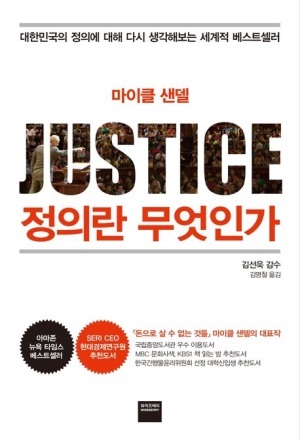 대한민국의 정의에 대해 다시 생각해보는 세계적 베스트셀러
마이클 샌델
JUSTICE
정의란 무엇인가
김선욱 감수
김명철 옮김
아마존
뉴욕 타임스
베스트셀러
SERI CEO
현대경제연구원
추천도서
『돈으로 살 수 없는 것들』 마이클 샌델의 대표작
국립중앙도서관 우수 이용도서
MBC 문화사색, KBS1 책 읽는 밤 추천도서
한국간행물윤리위원회 선정 대학신입생 추천도서
와이즈베리
WISEBERRY